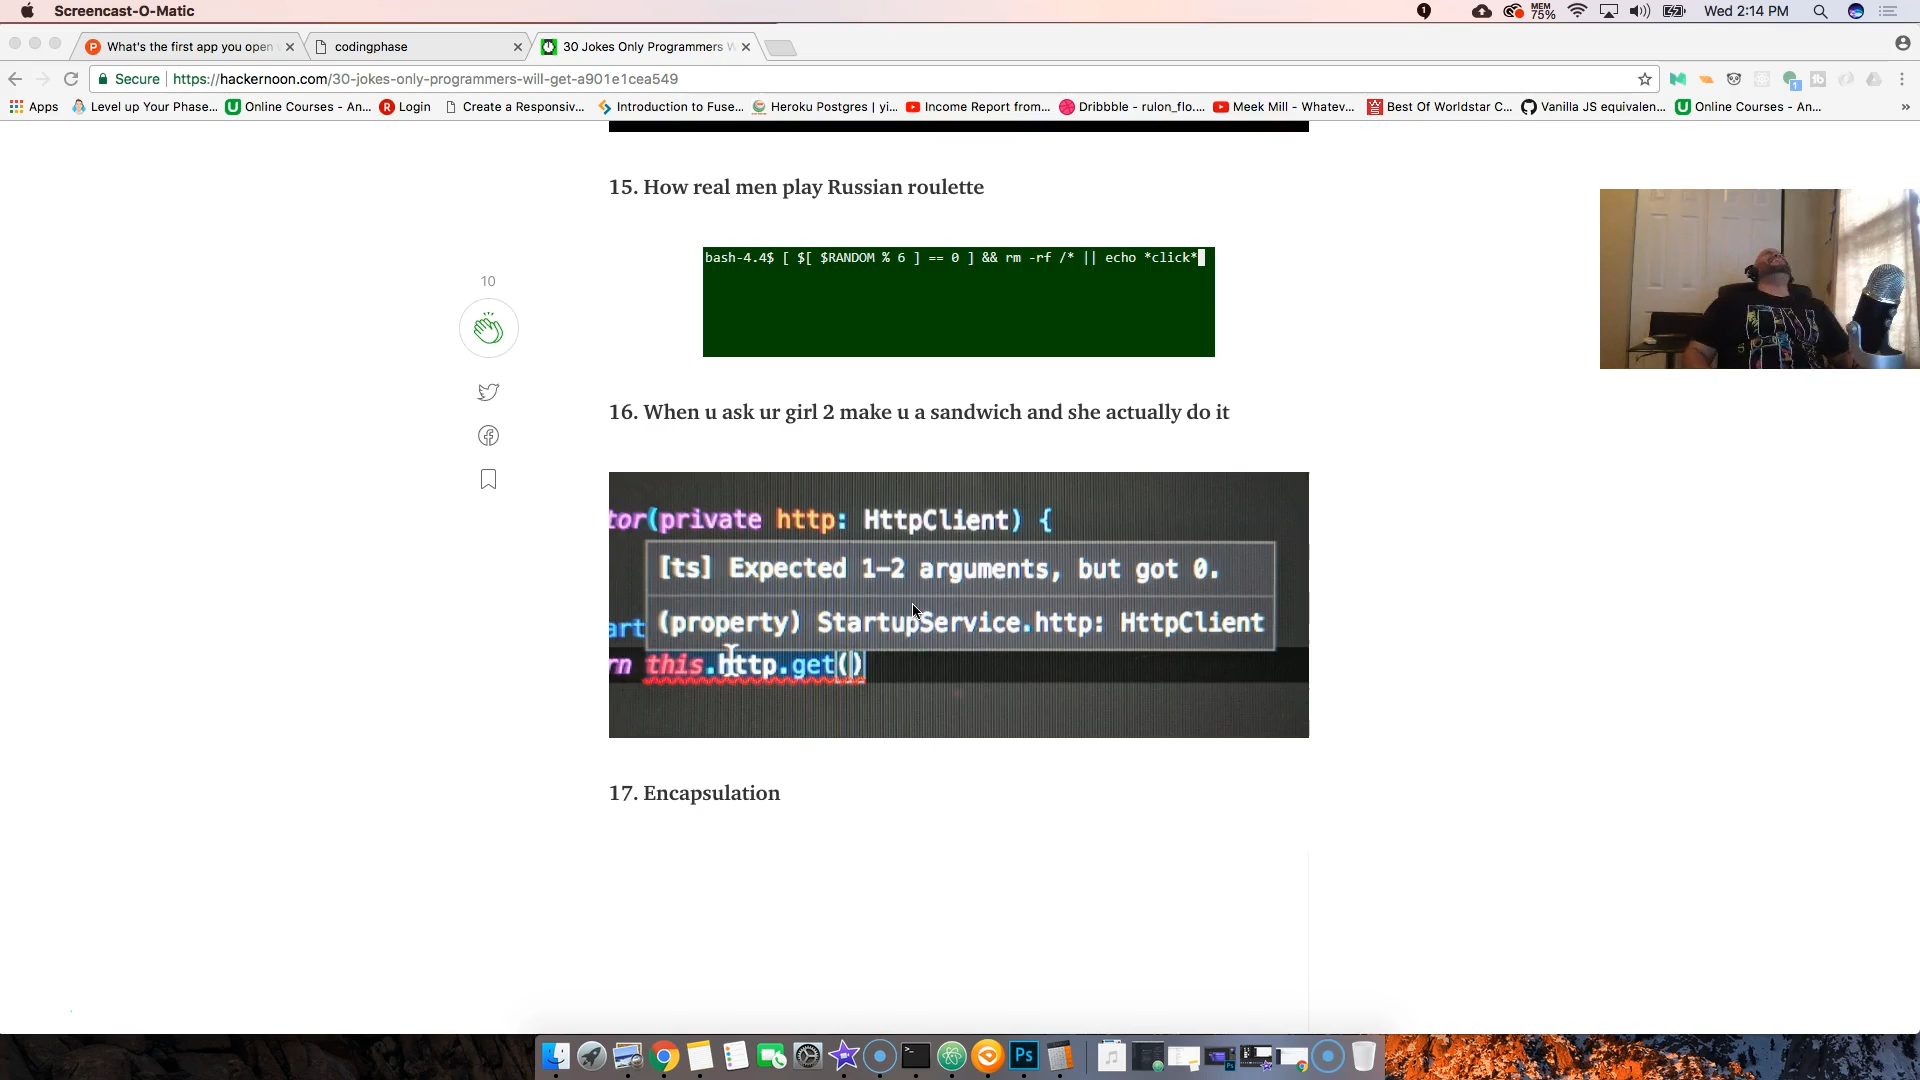 Screencast-O-Matic
MEM
75%
Wed 2:14 PM
What's the first app you open
codingphase
30 Jokes Only Programmers W
Secure
https://hackernoon.com/30-jokes-only-programmers-will-get-a901e1cea549
Apps
Level up Your Phase...
Online Courses - An...
Login
Create a Responsiv...
Introduction to Fuse...
Heroku Postgres | yi...
Income Report from...
Dribbble - rulon_flo....
Meek Mill - Whatev...
Best Of Worldstar C...
Vanilla JS equivalen...
Online Courses - An...
15. How real men play Russian roulette
bash-4.4$ [ $[ $RANDOM % 6 ] == 0 ] && rm -rf /* || echo *click*
10
16. When u ask ur girl 2 make u a sandwich and she actually do it
tor(private http: HttpClient) {
[ts] Expected 1-2 arguments, but got 0.
(property) StartupService.http: HttpClient
art
rn this.http.get()
17. Encapsulation
Ps